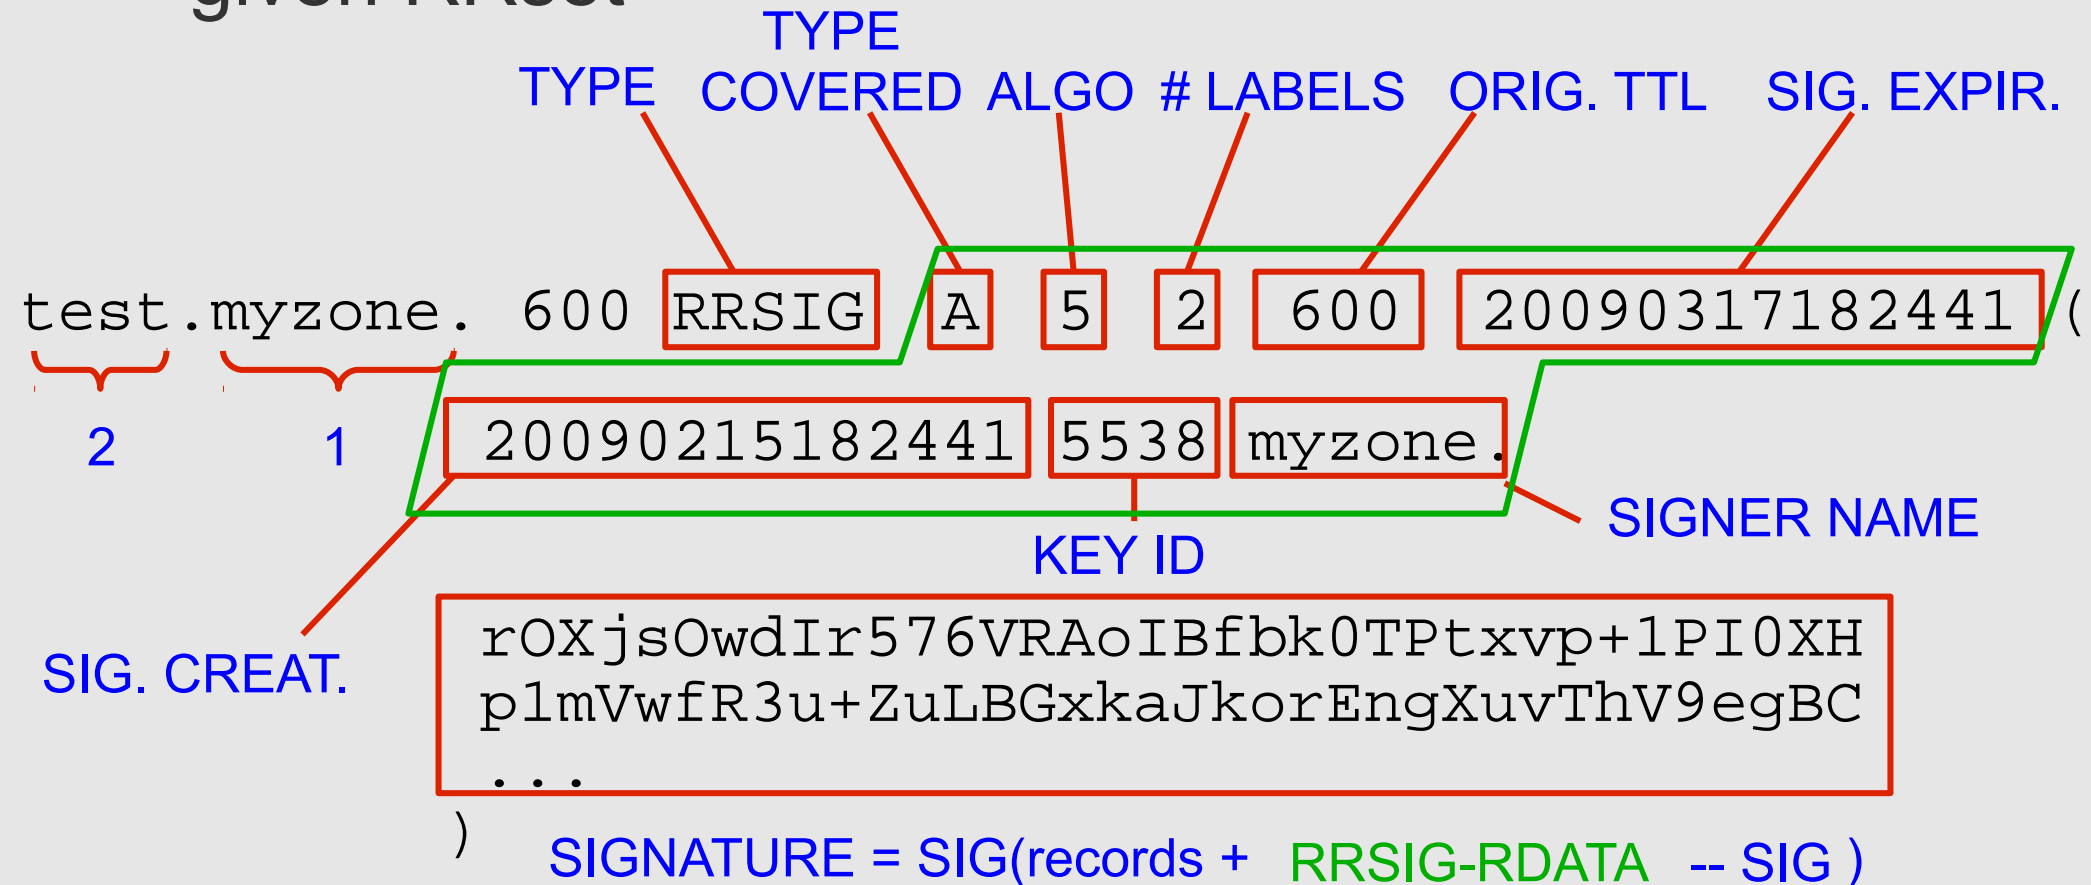 given RRset
TYPE
TYPE COVERED ALGO # LABELS ORIG. TTL SIG. EXPIR.
test.myzone. 600 RRSIG A 5 2 600 20090317182441 (
2 1 20090215182441 5538 myzone.
SIGNER NAME
KEY ID
SIG. CREAT.
rOXjsOwdIr576VRAoIBfbk0TPtxvp+1PI0XH
p1mVwfR3u+ZuLBGxkaJkorEngXuvThV9egBC
...
)
SIGNATURE = SIG(records + RRSIG-RDATA -- SIG )